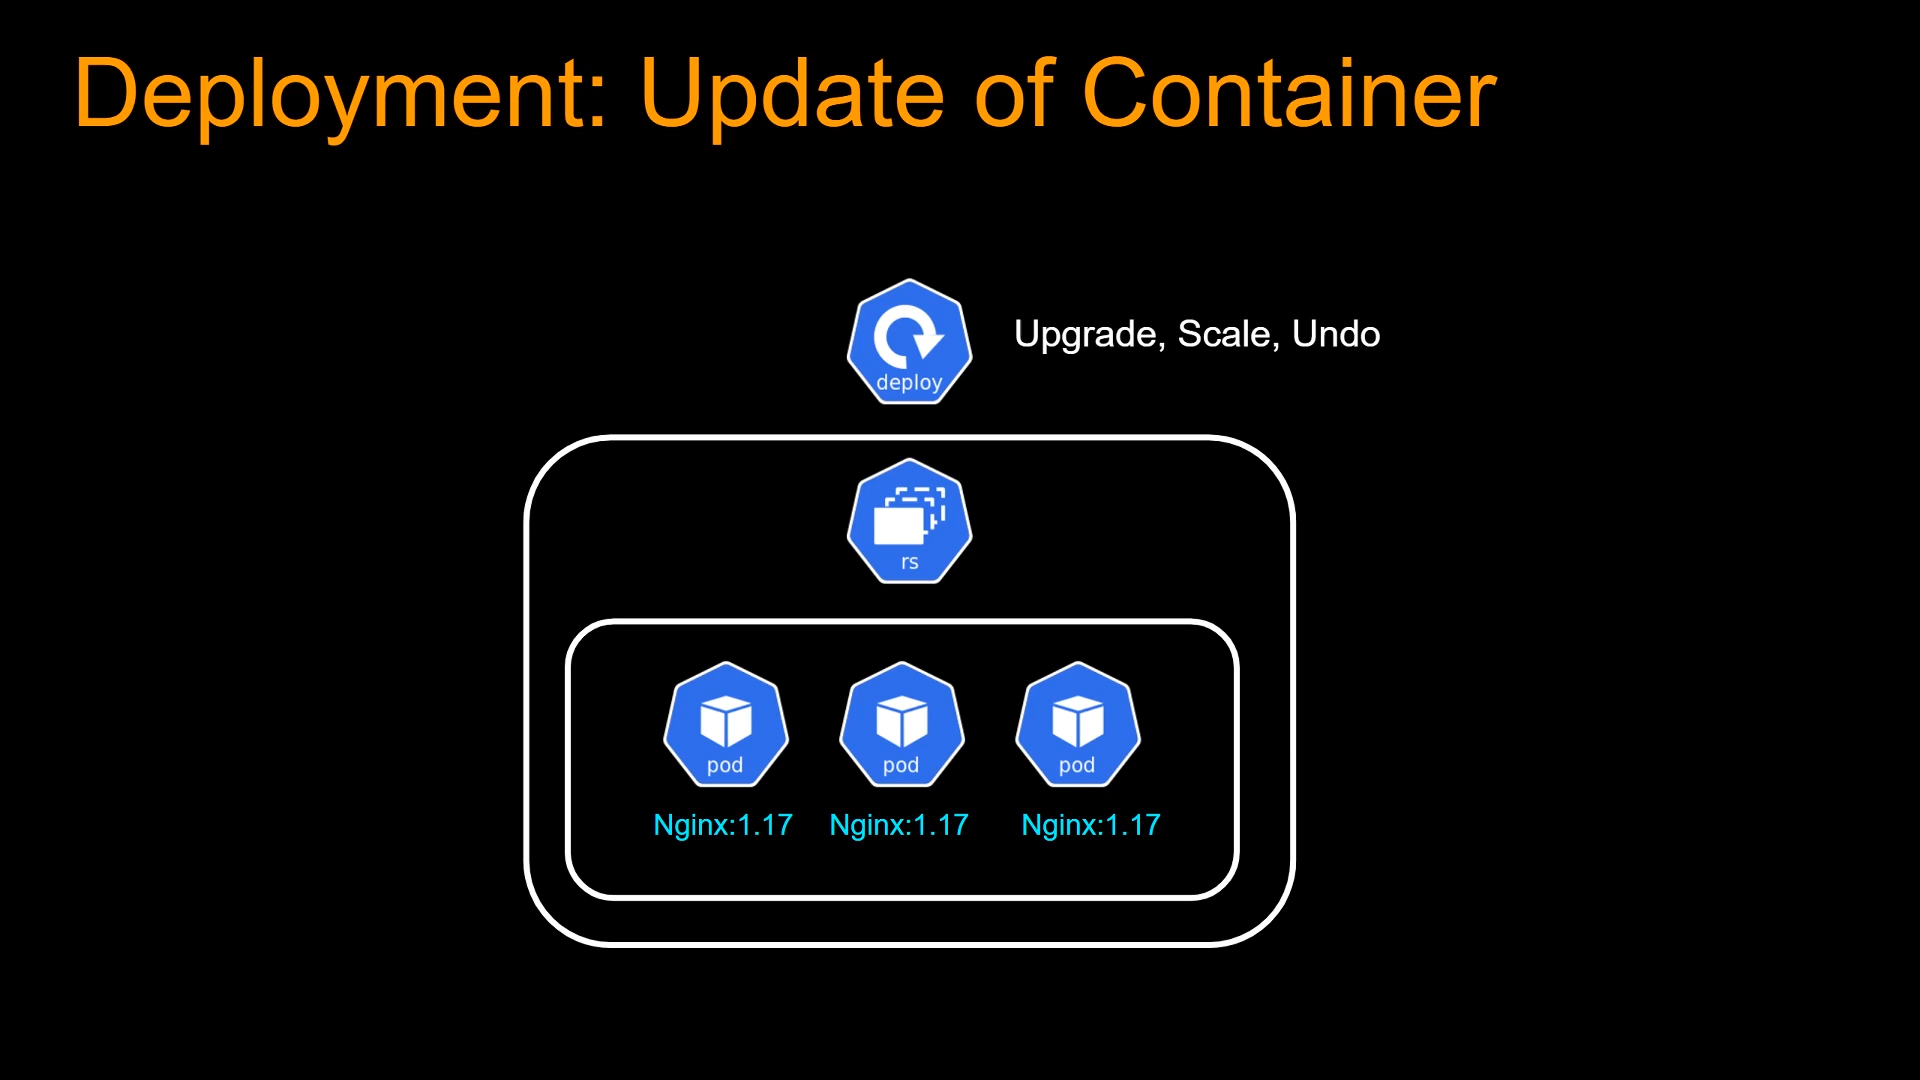 Deployment: Update of Container
deploy
Upgrade, Scale, Undo
rs
pod pod pod
Nginx:1.17 Nginx:1.17 Nginx:1.17